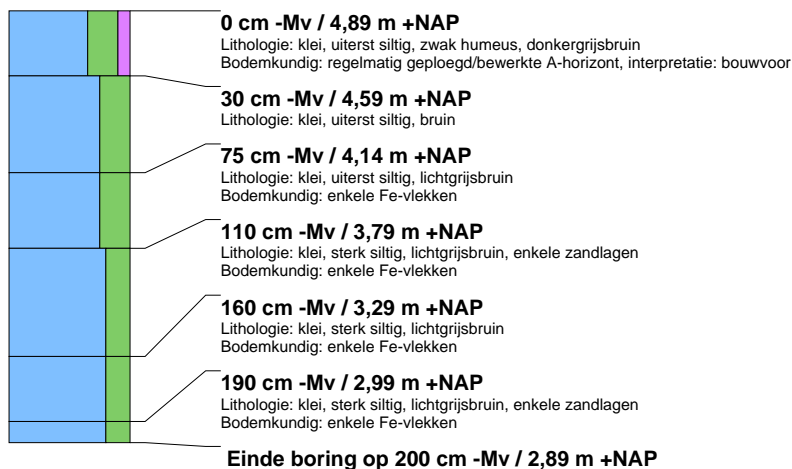 0 cm -Mv / 4,89 m +NAP
Lithologie: klei, uiterst siltig, zwak humeus, donkergrijsbruin
Bodemkundig: regelmatig geploegd/bewerkte A-horizont, interpretatie: bouwvoor
30 cm -Mv / 4,59 m +NAP
Lithologie: klei, uiterst siltig, bruin
75 cm -Mv / 4,14 m +NAP
Lithologie: klei, uiterst siltig, lichtgrijsbruin
Bodemkundig: enkele Fe-vlekken
110 cm -Mv / 3,79 m +NAP
Lithologie: klei, sterk siltig, lichtgrijsbruin, enkele zandlagen
Bodemkundig: enkele Fe-vlekken
160 cm -Mv / 3,29 m +NAP
Lithologie: klei, sterk siltig, lichtgrijsbruin
Bodemkundig: enkele Fe-vlekken
190 cm -Mv / 2,99 m +NAP
Lithologie: klei, sterk siltig, lichtgrijsbruin, enkele zandlagen
Bodemkundig: enkele Fe-vlekken
Einde boring op 200 cm -Mv / 2,89 m +NAP